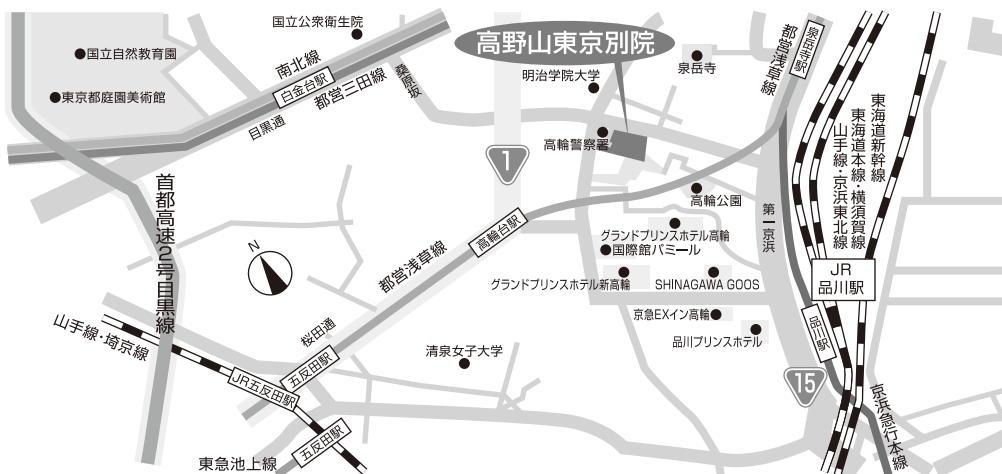 国立公衆衛生院
国立自然教育園
東京都庭園美術館
南北線
白金台駅
都営三田線
目黒通
桑原坂
高野山東京別院
明治学院大学
泉岳寺
都営浅草線
泉岳寺駅
高輪警察署
1
東海道新幹線
東海道本線・横須賀線
山手線・京浜東北線
首都高速2号目黒線
高輪公園
第一京浜
高輪台駅
グランドプリンスホテル高輪
国際館パミール
グランドプリンスホテル新高輪
SHINAGAWA GOOS
JR
品川駅
N
都営浅草線
京急EXイン高輪
品川プリンスホテル
品川駅
山手線・埼京線
桜田通
清泉女子大学
五反田駅
JR五反田駅
15
五反田駅
東急池上線
京浜急行本線